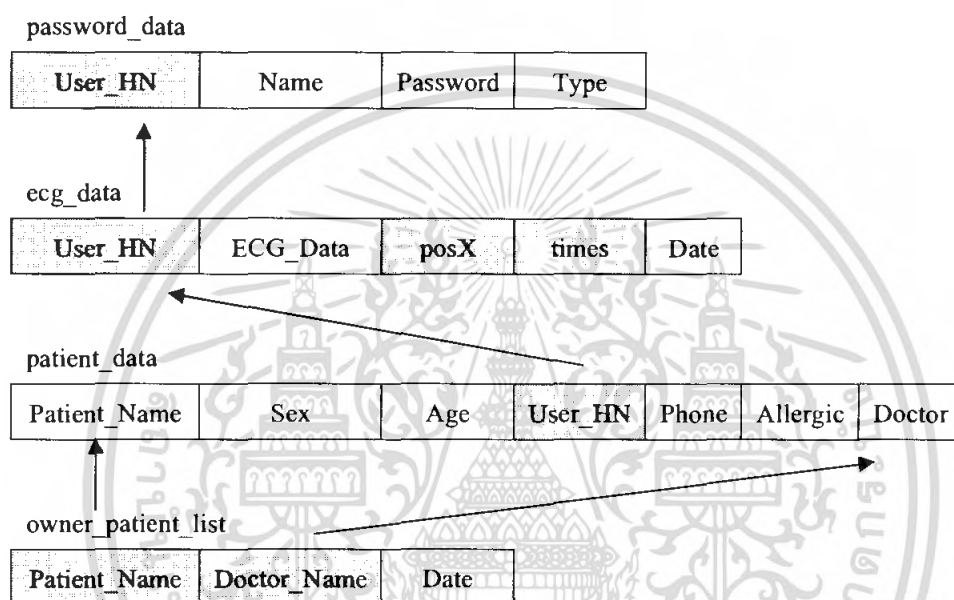 password_data
User_HN Name Password Type
ecg_data
User_HN ECG_Data posX times Date
patient_data
Patient_Name Sex Age User_HN Phone Allergic Doctor
owner_patient_list
Patient_Name Doctor_Name Date